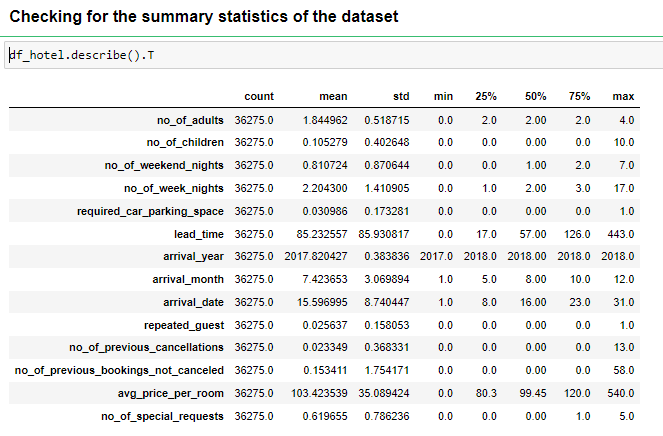 Checking for the summary statistics of the dataset
df_hotel.describe().T
count mean std min 25% 50% 75% max
no_of_adults 36275.0 1.844962 0.518715 0.0 2.0 2.00 2.0 4.0
no_of_children 36275.0 0.105279 0.402648 0.0 0.0 0.00 0.0 10.0
no_of_weekend_nights 36275.0 0.810724 0.870644 0.0 0.0 1.00 2.0 7.0
no_of_week_nights 36275.0 2.204300 1.410905 0.0 1.0 2.00 3.0 17.0
required_car_parking_space 36275.0 0.030986 0.173281 0.0 0.0 0.00 0.0 1.0
lead_time 36275.0 85.232557 85.930817 0.0 17.0 57.00 126.0 443.0
arrival_year 36275.0 2017.820427 0.383836 2017.0 2018.0 2018.00 2018.0 2018.0
arrival_month 36275.0 7.423653 3.069894 1.0 5.0 8.00 10.0 12.0
arrival_date 36275.0 15.596995 8.740447 1.0 8.0 16.00 23.0 31.0
repeated_guest 36275.0 0.025637 0.158053 0.0 0.0 0.00 0.0 1.0
no_of_previous_cancellations 36275.0 0.023349 0.368331 0.0 0.0 0.00 0.0 13.0
no_of_previous_bookings_not_canceled 36275.0 0.153411 1.754171 0.0 0.0 0.00 0.0 58.0
avg_price_per_room 36275.0 103.423539 35.089424 0.0 80.3 99.45 120.0 540.0
no_of_special_requests 36275.0 0.619655 0.786236 0.0 0.0 0.00 1.0 5.0